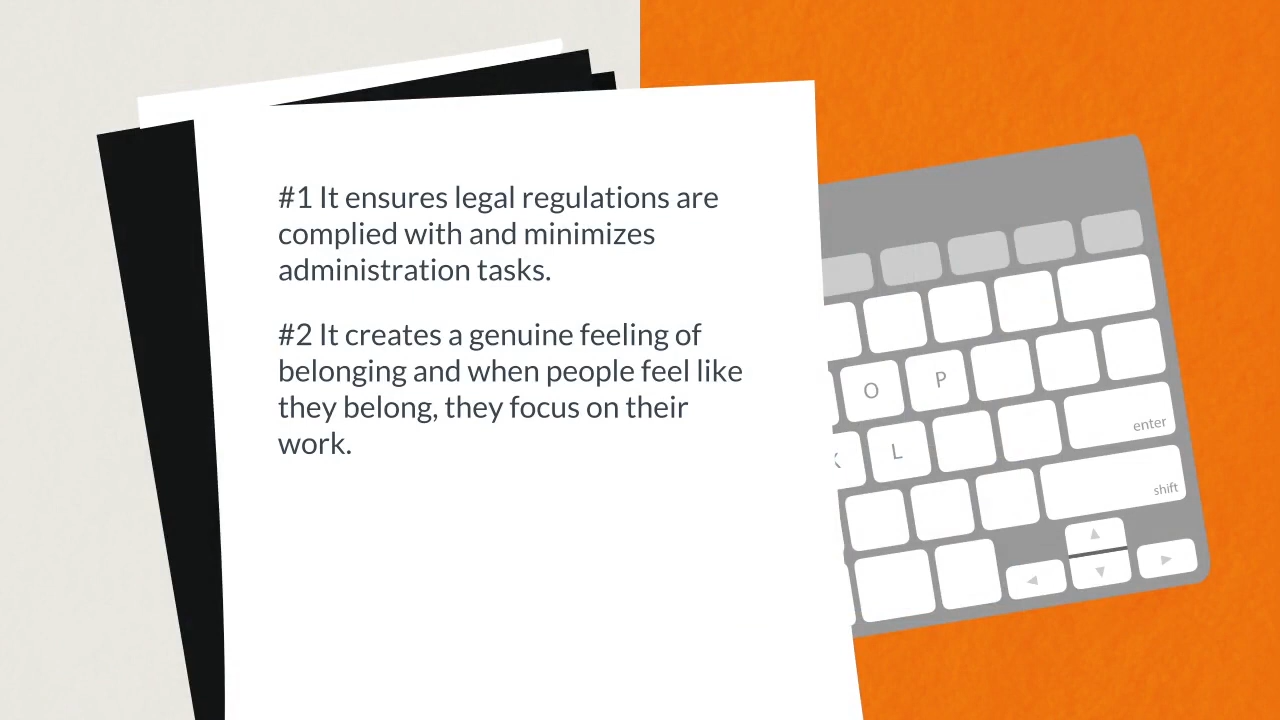 #1 It ensures legal regulations are
complied with and minimizes
administration tasks.
#2 It creates a genuine feeling of
belonging and when people feel like
they belong, they focus on their
work.
O
P
K
L
enter
shift